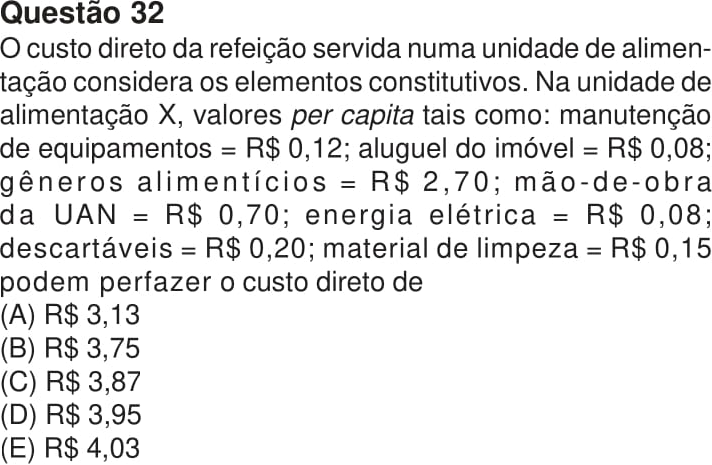 Questão 32
O custo direto da refeição servida numa unidade de alimen-
tação considera os elementos constitutivos. Na unidade de
alimentação X, valores per capita tais como: manutenção
de equipamentos = R$ 0,12; aluguel do imóvel = R$ 0,08;
gêneros alimentícios = R$ 2,70; mão-de-obra
da UAN = R$ 0,70; energia elétrica = R$ 0,08;
descartáveis = R$ 0,20; material de limpeza = R$ 0,15
podem perfazer o custo direto de
(A) R$ 3,13
(B) R$ 3,75
(C) R$ 3,87
(D) R$ 3,95
(E) R$ 4,03